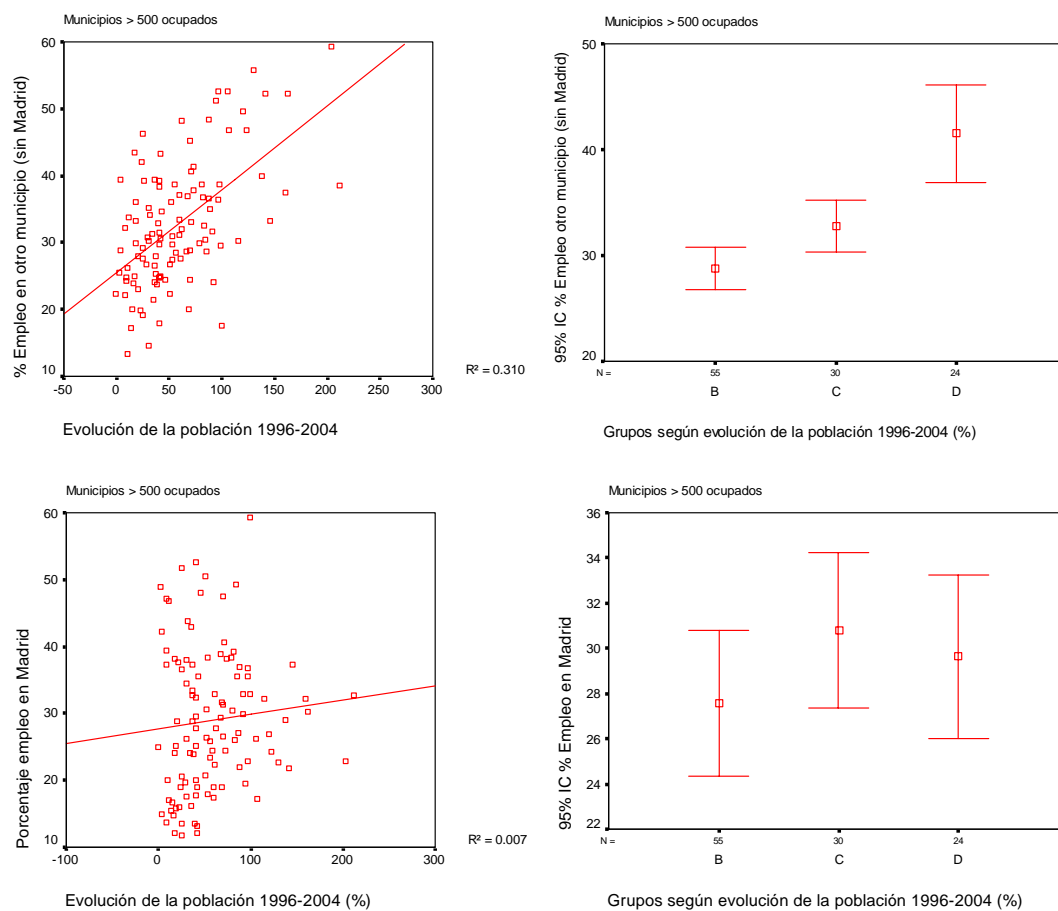 Municipios > 500 ocupados
60
50
40
30
20
10
% Empleo en otro municipio (sin Madrid)
-50 0 50 100 150 200 250 300
R² = 0.310
Evolución de la población 1996-2004
Municipios > 500 ocupados
50
40
30
20
95% IC % Empleo otro municipio (sin Madrid)
N = 55 30 24
B C D
Grupos según evolución de la población 1996-2004 (%)
Municipios > 500 ocupados
60
50
40
30
20
10
Porcentaje empleo en Madrid
-100 0 100 200 300
R² = 0.007
Evolución de la población 1996-2004 (%)
Municipios > 500 ocupados
36
34
32
30
28
26
24
22
95% IC % Empleo en Madrid
N = 55 30 24
B C D
Grupos según evolución de la población 1996-2004 (%)